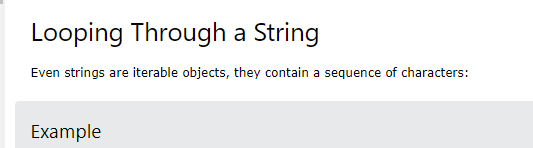 Looping Through a String
Even strings are iterable objects, they contain a sequence of characters:
Example